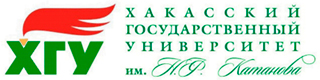 ХГУ
ХАКАССКИЙ
ГОСУДАРСТВЕННЫЙ
УНИВЕРСИТЕТ
им. Н.Ф. Катанова